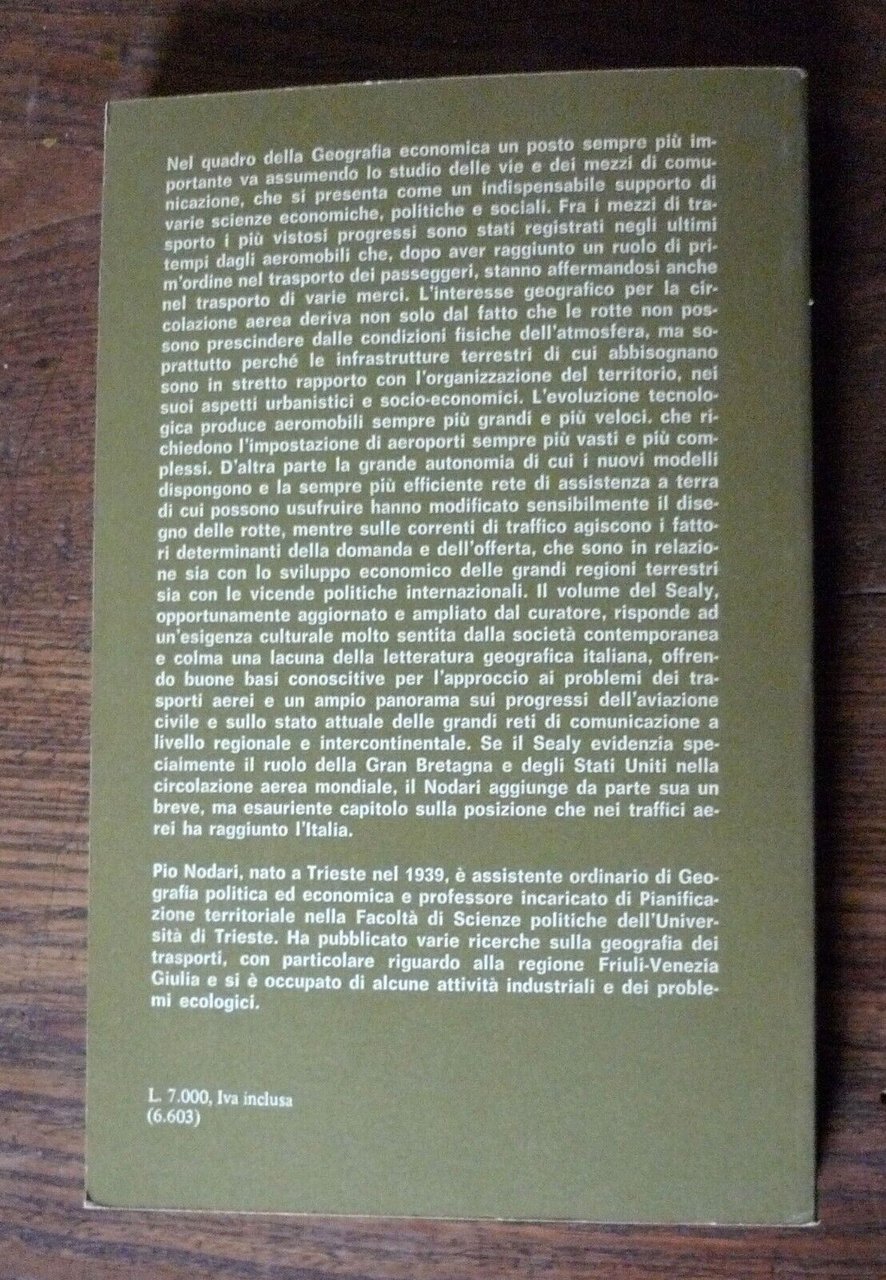 Nel quadro della Geografia economica un posto sempre più im-
portante va assumendo lo studio delle vie e dei mezzi di comu-
nicazione, che si presenta come un indispensabile supporto di
varie scienze economiche, politiche e sociali. Fra i mezzi di tra-
sporto i più vistosi progressi sono stati registrati negli ultimi
tempi dagli aeromobili che, dopo aver raggiunto un ruolo di pri-
m'ordine nel trasporto dei passeggeri, stanno affermandosi anche
nel trasporto di varie merci. L'interesse geografico per la cir-
colazione aerea deriva non solo dal fatto che le rotte non pos-
sono prescindere dalle condizioni fisiche dell'atmosfera, ma so-
prattutto perché le infrastrutture terrestri di cui abbisognano
sono in stretto rapporto con l'organizzazione del territorio, nei
suoi aspetti urbanistici e socio-economici. L'evoluzione tecnolo-
gica produce aeromobili sempre più grandi e più veloci, che ri-
chiedono l'impostazione di aeroporti sempre più vasti e più com-
plessi. D'altra parte la grande autonomia di cui i nuovi modelli
dispongono e la sempre più efficiente rete di assistenza a terra
di cui possono usufruire hanno modificato sensibilmente il dise-
gno delle rotte, mentre sulle correnti di traffico agiscono i fatto-
ri determinanti della domanda e dell'offerta, che sono in relazio-
ne sia con lo sviluppo economico delle grandi regioni terrestri
sia con le vicende politiche internazionali. Il volume del Sealy,
opportunamente aggiornato e ampliato dal curatore, risponde ad
un'esigenza culturale molto sentita dalla società contemporanea
e colma una lacuna della letteratura geografica italiana, offren-
do buone basi conoscitive per l'approccio ai problemi dei tra-
sporti aerei e un ampio panorama sui progressi dell'aviazione
civile e sullo stato attuale delle grandi reti di comunicazione a
livello regionale e intercontinentale. Se il Sealy evidenzia spe-
cialmente il ruolo della Gran Bretagna e degli Stati Uniti nella
circolazione aerea mondiale, il Nodari aggiunge da parte sua un
breve, ma esauriente capitolo sulla posizione che nei traffici ae-
rei ha raggiunto l'Italia.
Pio Nodari, nato a Trieste nel 1939, è assistente ordinario di Geo-
grafia politica ed economica e professore incaricato di Pianifica-
zione territoriale nella Facoltà di Scienze politiche dell'Univer-
sità di Trieste. Ha pubblicato varie ricerche sulla geografia dei
trasporti, con particolare riguardo alla regione Friuli-Venezia
Giulia e si è occupato di alcune attività industriali e dei proble-
mi ecologici.
L. 7.000, Iva inclusa
(6.603)